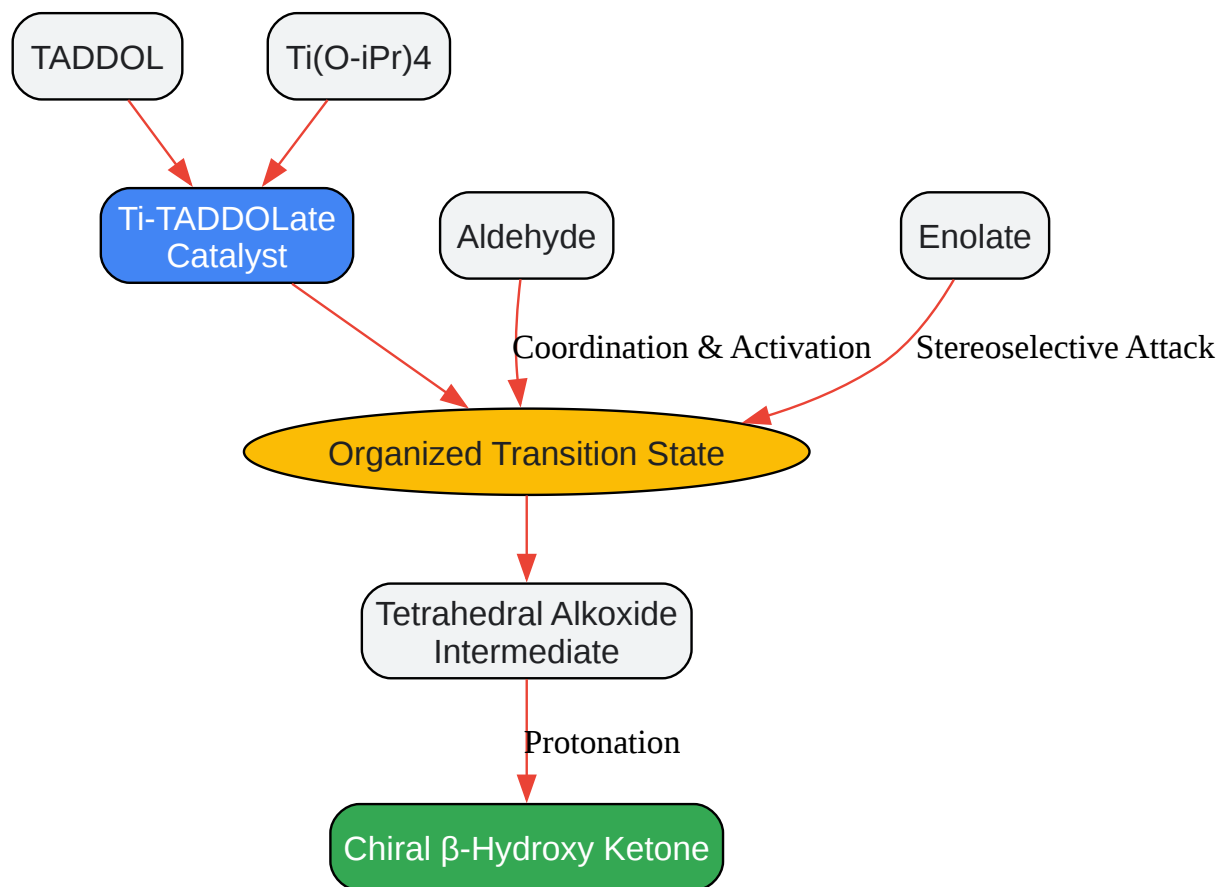 TADDOL
Ti(O-iPr)4
Ti-TADDOLate
Catalyst
Aldehyde
Enolate
Coordination & Activation
Stereoselective Attack
Organized Transition State
Tetrahedral Alkoxide
Intermediate
Protonation
Chiral β-Hydroxy Ketone